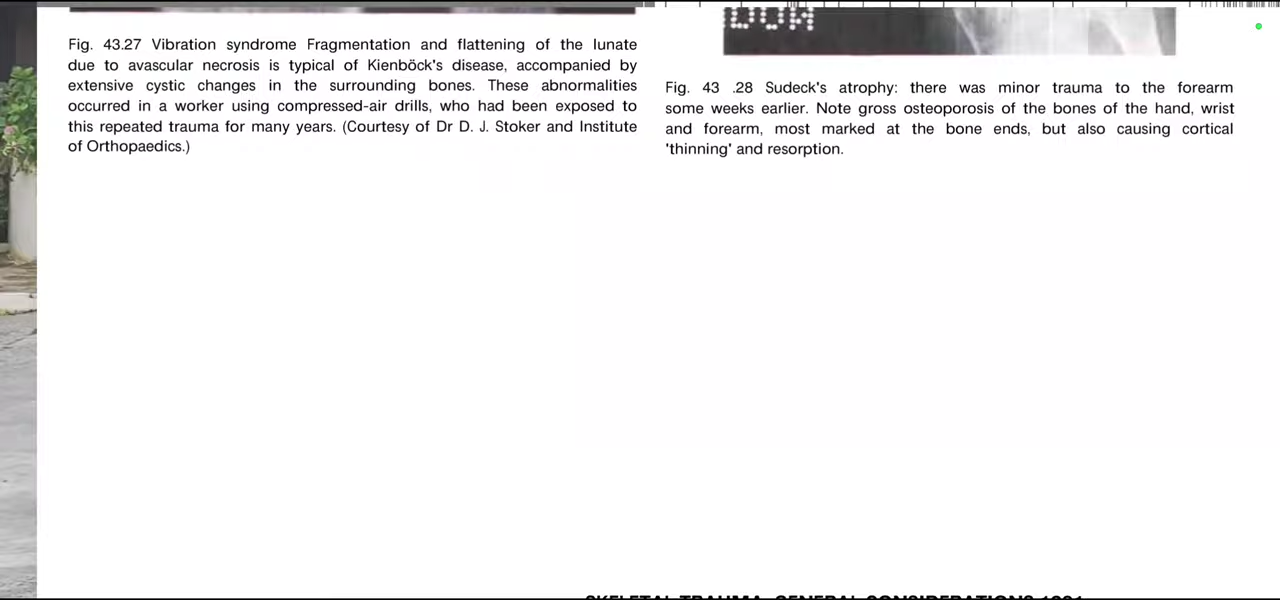 Fig. 43.27 Vibration syndrome Fragmentation and flattening of the lunate
due to avascular necrosis is typical of Kienböck's disease, accompanied by
extensive cystic changes in the surrounding bones. These abnormalities
occurred in a worker using compressed-air drills, who had been exposed to
this repeated trauma for many years. (Courtesy of Dr D. J. Stoker and Institute
of Orthopaedics.)
Fig. 43 .28 Sudeck's atrophy: there was minor trauma to the forearm
some weeks earlier. Note gross osteoporosis of the bones of the hand, wrist
and forearm, most marked at the bone ends, but also causing cortical
'thinning' and resorption.
SKELETAL TRAUMA: GENERAL CONSIDERATIONS